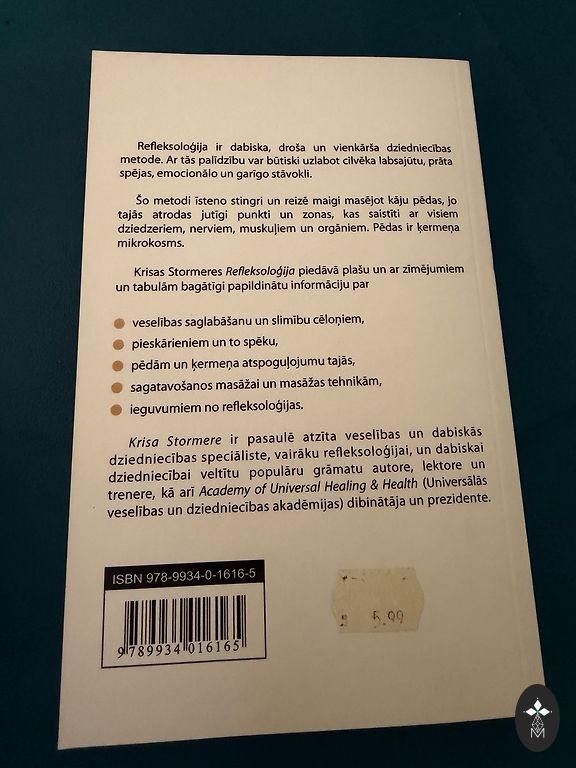 Refleksoloģija ir dabiska, droša un vienkārša dziedniecības
metode. Ar tās palīdzību var būtiski uzlabot cilvēka labsajūtu, prāta
spējas, emocionālo un garīgo stāvokli.
Šo metodi īsteno stingri un reizē maigi masējot kāju pēdas, jo
tajās atrodas jutīgi punkti un zonas, kas saistīti ar visiem
dziedzeriem, nerviem, muskuļiem un orgāniem. Pēdas ir ķermeņa
mikrokosms.
Krisas Stormeres Refleksoloģija piedāvā plašu un ar zīmējumiem
un tabulām bagātīgi papildinātu informāciju par
veselības saglabāšanu un slimību cēloņiem,
pieskārieniem un to spēku,
pēdām un ķermeņa atspoguļojumu tajās,
sagatavošanos masāžai un masāžas tehnikām,
ieguvumiem no refleksoloģijas.
Krisa Stormere ir pasaulē atzīta veselības un dabiskās
dziedniecības speciāliste, vairāku refleksoloģijai, un dabiskai
dziedniecībai veltītu populāru grāmatu autore, lektore un
trenere, kā arī Academy of Universal Healing & Health (Universālās
veselības un dziedniecības akadēmijas) dibinātāja un prezidente.
ISBN 978-9934-0-1616-5
9 789934 016165
5.99
M